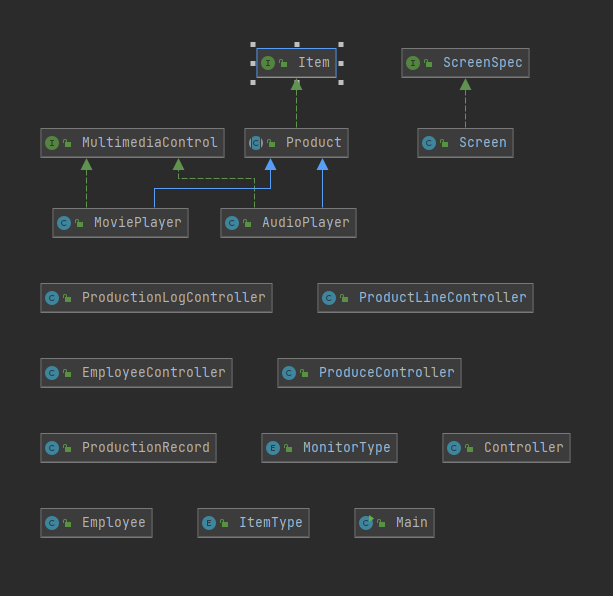 Item ScreenSpec
MultimediaControl Product Screen
MoviePlayer AudioPlayer
ProductionLogController ProductLineController
EmployeeController ProduceController
ProductionRecord MonitorType Controller
Employee ItemType Main